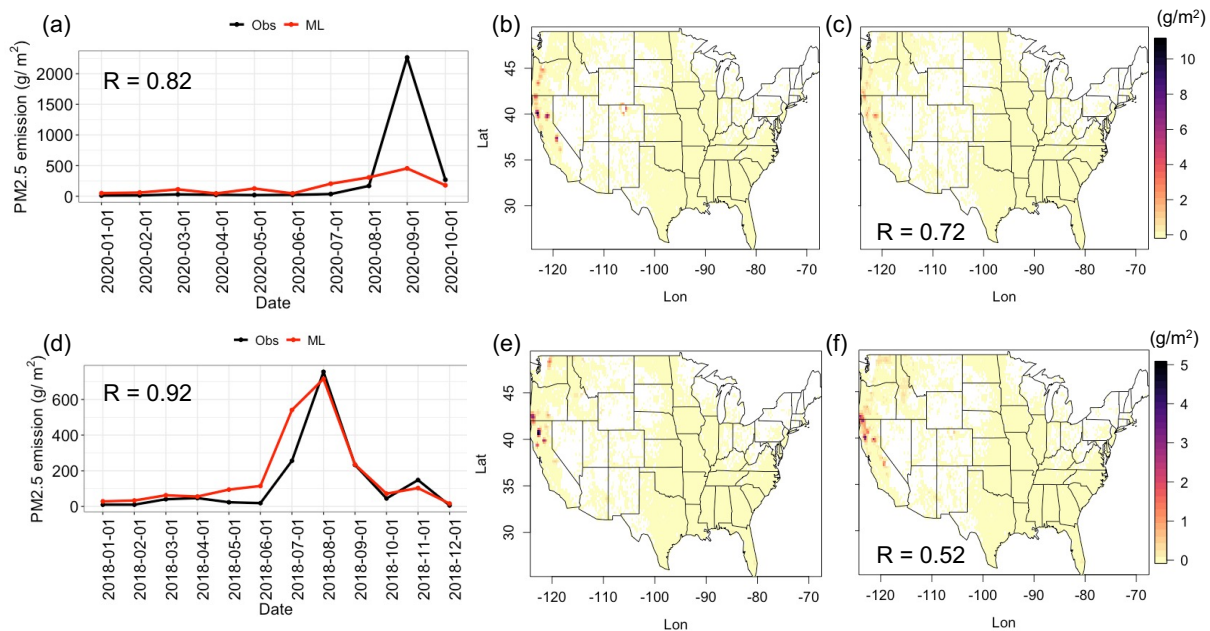 (a)
Obs ML
PM2.5 emission (g/ m²)
R = 0.82
2000
1500
1000
500
0
2020-01-01
2020-02-01
2020-03-01
2020-04-01
2020-05-01
2020-06-01
2020-07-01
2020-08-01
2020-09-01
2020-10-01
Date
(b)
Lat
45
40
35
30
-120 -110 -100 -90 -80 -70
Lon
(c)
R = 0.72
-120 -110 -100 -90 -80 -70
Lon
(g/m²)
10
8
6
4
2
0
(d)
Obs ML
PM2.5 emission (g/ m²)
R = 0.92
600
400
200
0
2018-01-01
2018-02-01
2018-03-01
2018-04-01
2018-05-01
2018-06-01
2018-07-01
2018-08-01
2018-09-01
2018-10-01
2018-11-01
2018-12-01
Date
(e)
Lat
45
40
35
30
-120 -110 -100 -90 -80 -70
Lon
(f)
R = 0.52
-120 -110 -100 -90 -80 -70
Lon
(g/m²)
5
4
3
2
1
0